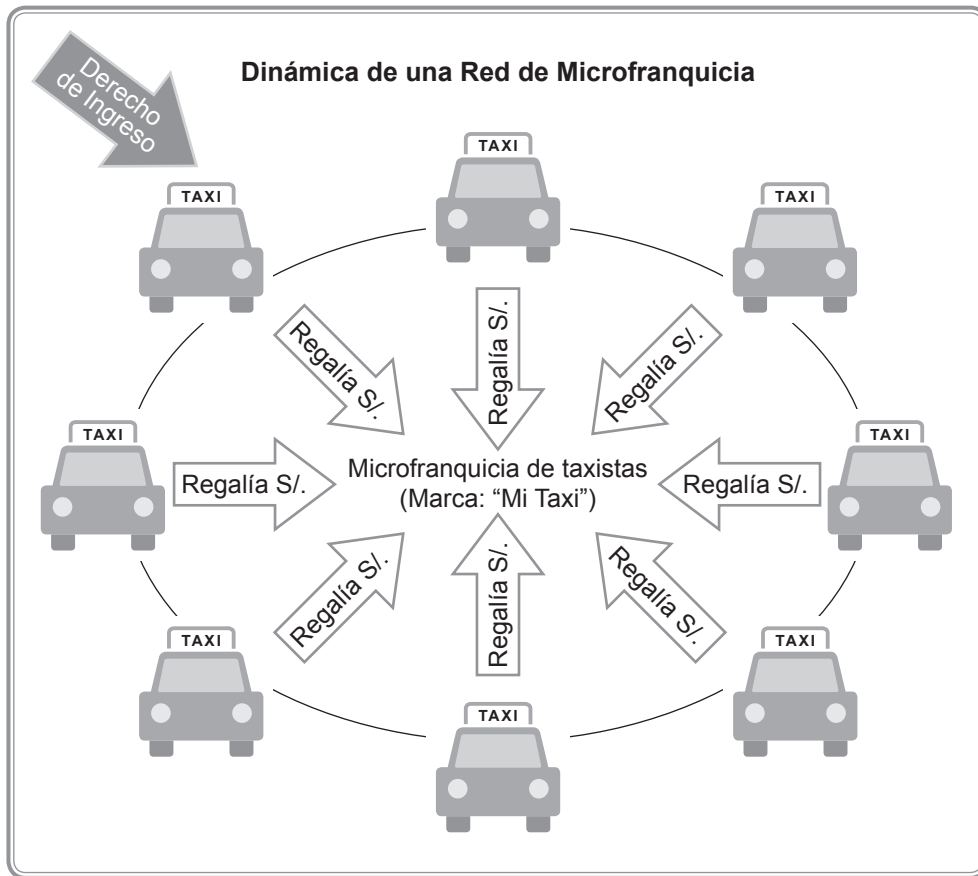 Derecho
de Ingreso
Dinámica de una Red de Microfranquicia
TAXI
TAXI
TAXI
Regalía S/.
Regalía S/.
Regalía S/.
TAXI
TAXI
Regalía S/.
Microfranquicia de taxistas
(Marca: “Mi Taxi”)
Regalía S/.
Regalía S/.
Regalía S/.
Regalía S/.
TAXI
TAXI
TAXI